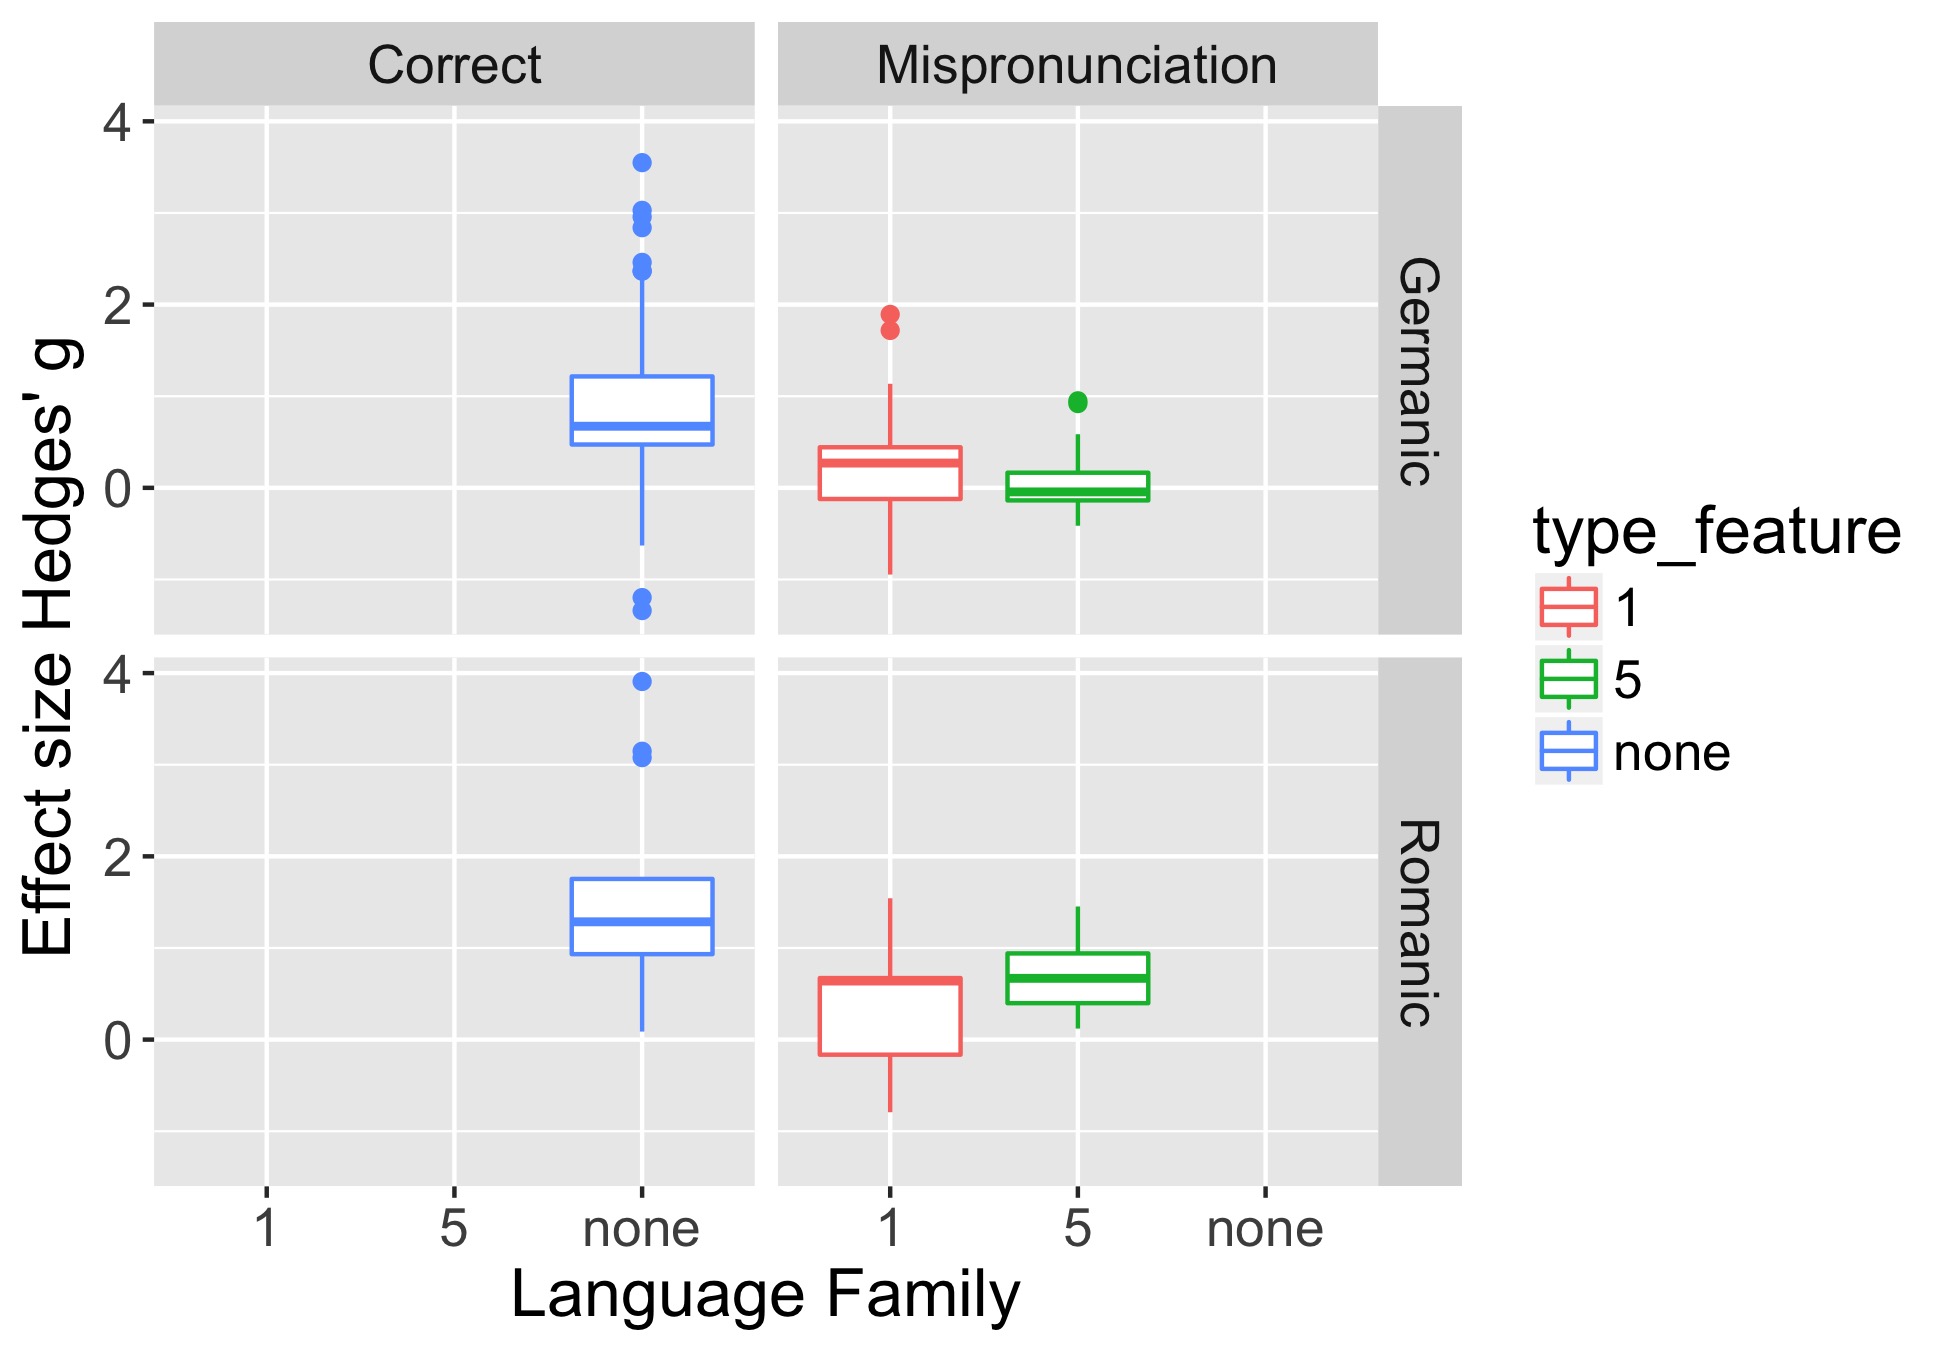 Correct
Mispronunciation
Effect size Hedges' g
4
2
0
Germanic
4
2
0
Romanic
1
5
none
1
5
none
Language Family
type_feature
1
5
none